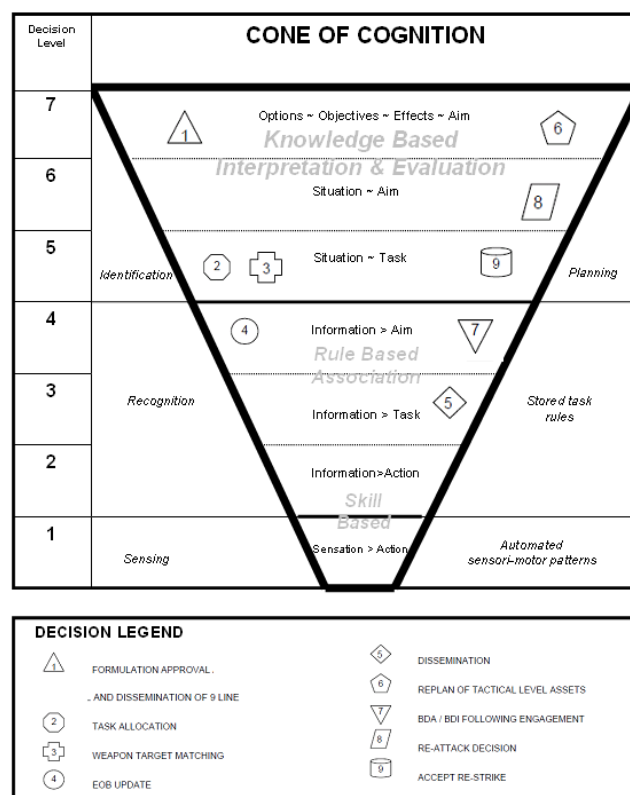 Decision Level
CONE OF COGNITION
7
Options ~ Objectives ~ Effects ~ Aim
1
6
Knowledge Based
Interpretation & Evaluation
6
Situation ~ Aim
8
5
Situation ~ Task
2
3
9
Identification
Planning
4
4
Information > Aim
7
Rule Based
Association
3
Recognition
Information > Task
5
Stored task
rules
2
Information>Action
Skill
Based
1
Sensing
Sensation > Action
Automated
sensori-motor patterns
DECISION LEGEND
1 FORMULATION APPROVAL .
. AND DISSEMINATION OF 9 LINE
2 TASK ALLOCATION
3 WEAPON TARGET MATCHING
4 EOB UPDATE
5 DISSEMINATION
6 REPLAN OF TACTICAL LEVEL ASSETS
7 BDA / BDI FOLLOWING ENGAGEMENT
8 RE-ATTACK DECISION
9 ACCEPT RE-STRIKE